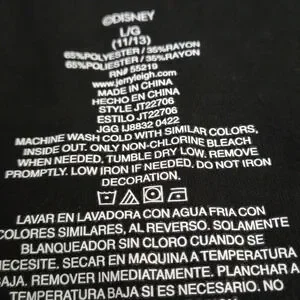 ©DISNEY
L/G
(11/13)
65%POLYESTER / 35%RAYON
65%POLIESTER / 35%RAYON
RN# 55219
www.jerryleigh.com
MADE IN CHINA
HECHO EN CHINA
STYLE JT22706
ESTILO JT22706
JGG IJ8832 0422
MACHINE WASH COLD WITH SIMILAR COLORS,
INSIDE OUT. ONLY NON-CHLORINE BLEACH
WHEN NEEDED, TUMBLE DRY LOW. REMOVE
PROMPTLY. LOW IRON IF NEEDED, DO NOT IRON
DECORATION.
LAVAR EN LAVADORA CON AGUA FRIA CON
COLORES SIMILARES, AL REVERSO. SOLAMENTE
BLANQUEADOR SIN CLORO CUANDO SE
NECESITE. SECAR EN MAQUINA A TEMPERATURA
BAJA. REMOVER INMEDIATAMENTE. PLANCHAR A
TEMPERATURA BAJA SI ES NECESARIO. NO